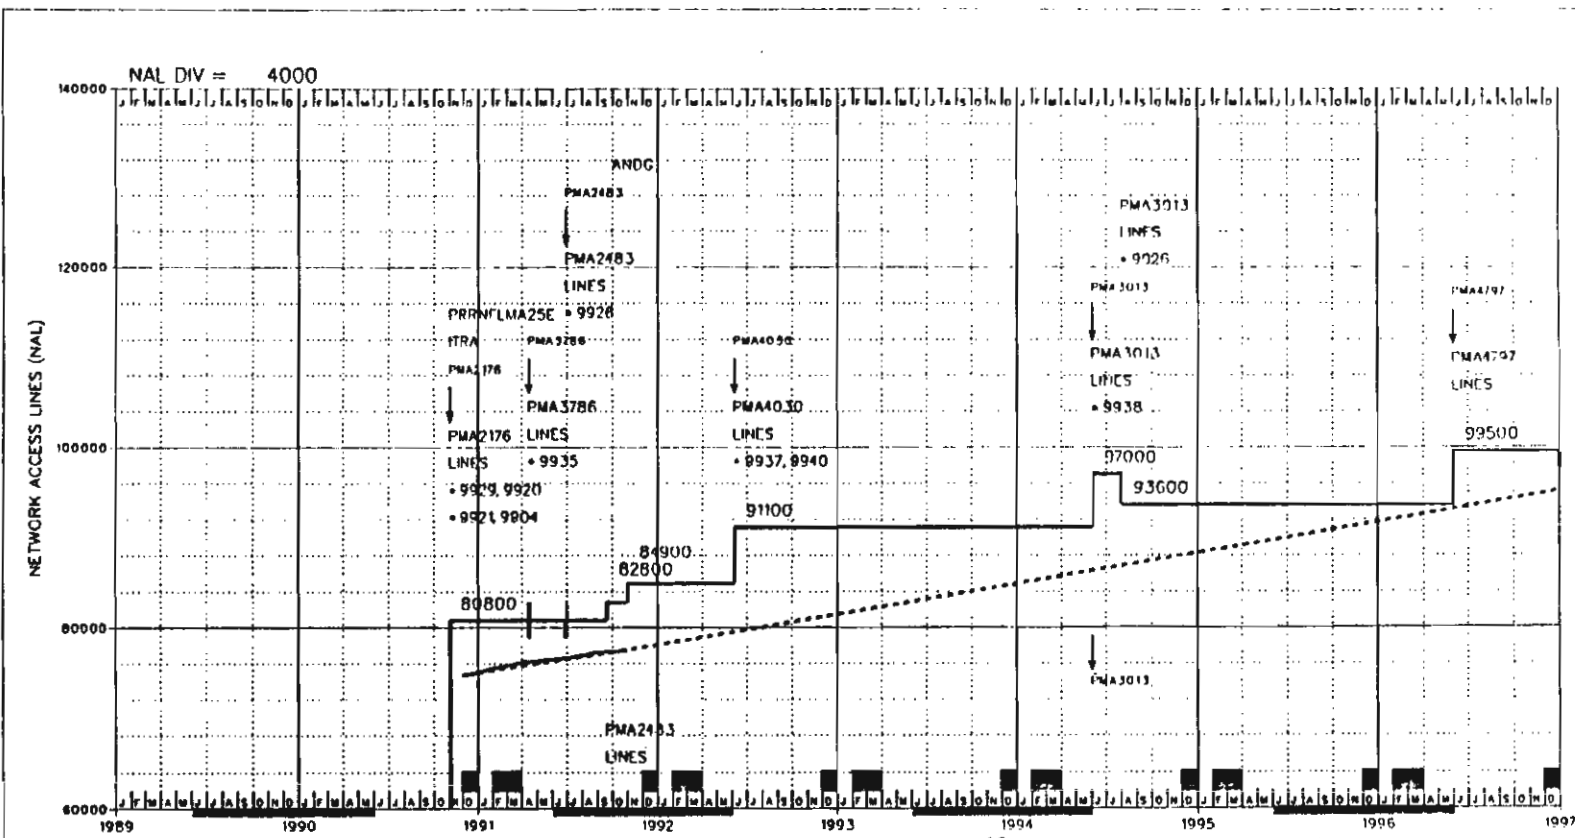 NAL DIV = 4000
140000
J F M A M J J A S O N D J F M A M J J A S O N D J F M A M J J A S O N D J F M A M J J A S O N D J F M A M J J A S O N D J F M A M J J A S O N D J F M A M J J A S O N D J F M A M J J A S O N D
ANDG
PMA2483
PMA2483
LINES
• 9926
PMA3013
LINES
• 9926
120000
PMA3013
PMA4797
PRRNFLMA25E
PMA3786
PMA4030
PMA2176
PMA3013
LINES
• 9938
PMA4797
LINES
PMA3786
LINES
• 9935
PMA4030
LINES
• 9937, 9940
PMA2176
LINES
• 9929, 9920
• 9921, 9904
NETWORK ACCESS LINES (NAL)
100000
99500
97000
93600
91100
84900
82800
80800
80000
PMA3013
PMA2483
LINES
60000
J F M A M J J A S O N D J F M A M J J A S O N D J F M A M J J A S O N D J F M A M J J A S O N D J F M A M J J A S O N D J F M A M J J A S O N D J F M A M J J A S O N D J F M A M J J A S O N D
1989 1990 1991 1992 1993 1994 1995 1996 1997